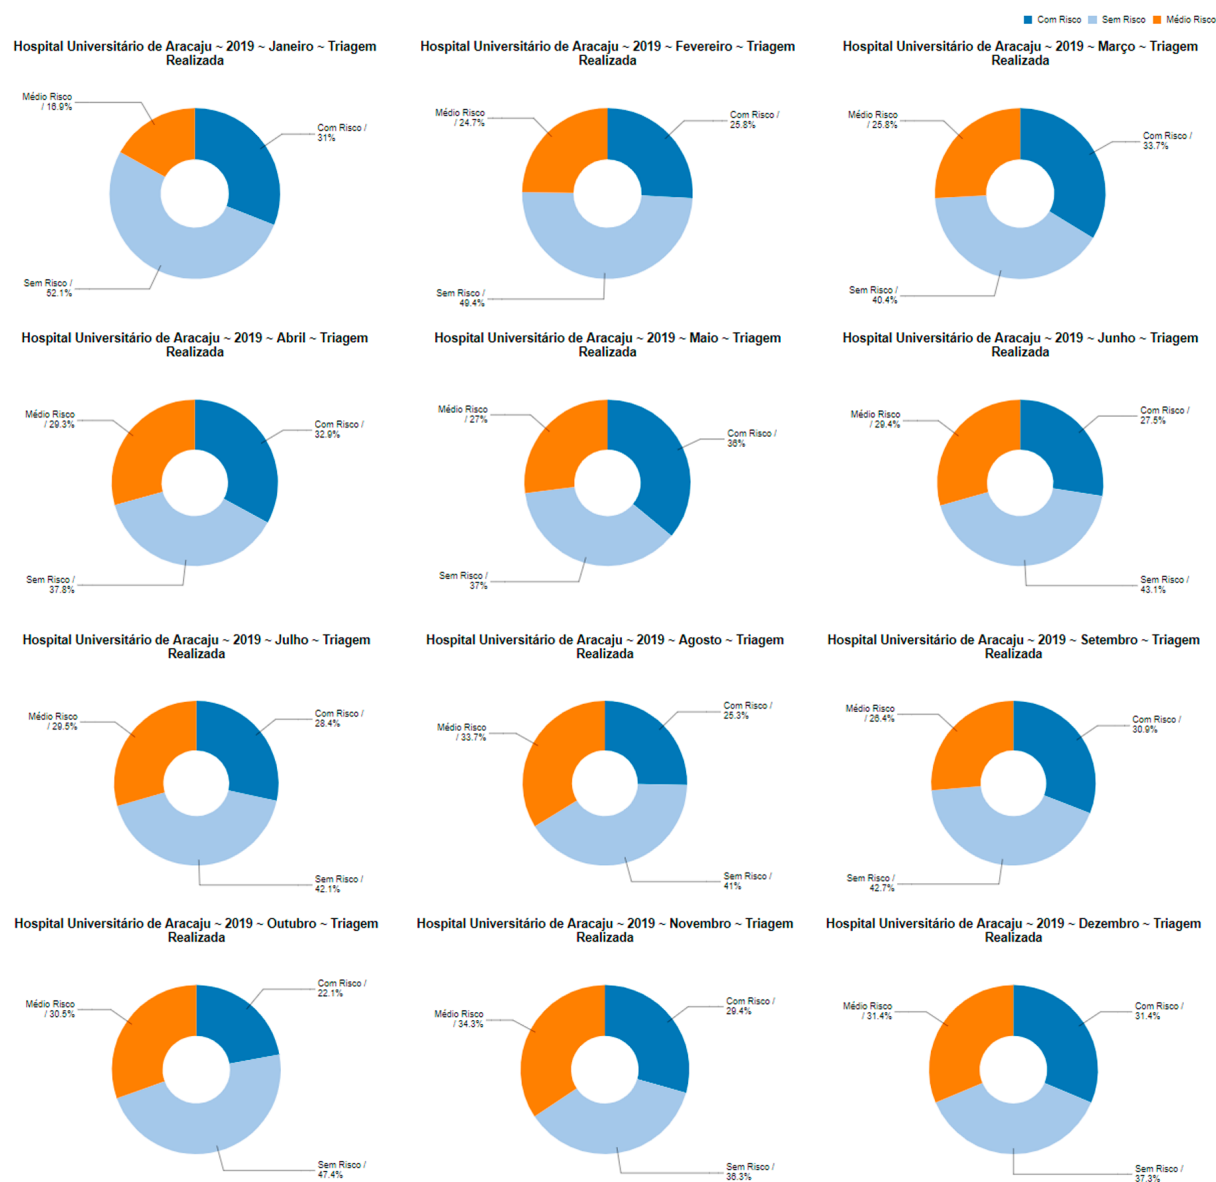 Com Risco
Sem Risco
Médio Risco
Hospital Universitário de Aracaju ~ 2019 ~ Janeiro ~ Triagem
Realizada
Médio Risco
/ 16.9%
Com Risco /
31%
Sem Risco /
52.1%
Hospital Universitário de Aracaju ~ 2019 ~ Fevereiro ~ Triagem
Realizada
Médio Risco
/ 24.7%
Com Risco /
25.8%
Sem Risco /
49.4%
Hospital Universitário de Aracaju ~ 2019 ~ Março ~ Triagem
Realizada
Médio Risco
/ 25.8%
Com Risco /
33.7%
Sem Risco /
40.4%
Hospital Universitário de Aracaju ~ 2019 ~ Abril ~ Triagem
Realizada
Médio Risco
/ 29.3%
Com Risco /
32.9%
Sem Risco /
37.8%
Hospital Universitário de Aracaju ~ 2019 ~ Maio ~ Triagem
Realizada
Médio Risco
/ 27%
Com Risco /
36%
Sem Risco /
37%
Hospital Universitário de Aracaju ~ 2019 ~ Junho ~ Triagem
Realizada
Médio Risco
/ 29.4%
Com Risco /
27.5%
Sem Risco /
43.1%
Hospital Universitário de Aracaju ~ 2019 ~ Julho ~ Triagem
Realizada
Médio Risco
/ 29.5%
Com Risco /
28.4%
Sem Risco /
42.1%
Hospital Universitário de Aracaju ~ 2019 ~ Agosto ~ Triagem
Realizada
Médio Risco
/ 33.7%
Com Risco /
25.3%
Sem Risco /
41%
Hospital Universitário de Aracaju ~ 2019 ~ Setembro ~ Triagem
Realizada
Médio Risco
/ 26.4%
Com Risco /
30.9%
Sem Risco /
42.7%
Hospital Universitário de Aracaju ~ 2019 ~ Outubro ~ Triagem
Realizada
Médio Risco
/ 30.5%
Com Risco /
22.1%
Sem Risco /
47.4%
Hospital Universitário de Aracaju ~ 2019 ~ Novembro ~ Triagem
Realizada
Médio Risco
/ 34.3%
Com Risco /
29.4%
Sem Risco /
36.3%
Hospital Universitário de Aracaju ~ 2019 ~ Dezembro ~ Triagem
Realizada
Médio Risco
/ 31.4%
Com Risco /
31.4%
Sem Risco /
37.3%